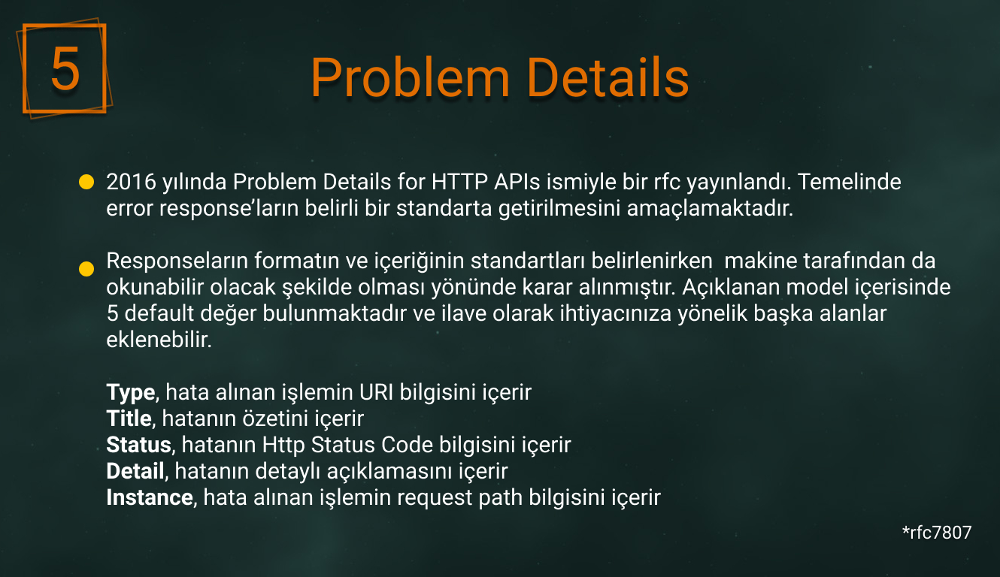 5
Problem Details
2016 yılında Problem Details for HTTP APIs ismiyle bir rfc yayınlandı. Temelinde
error response’ların belirli bir standarta getirilmesini amaçlamaktadır.
Responseların formatın ve içeriğinin standartları belirlenirken  makine tarafından da
okunabilir olacak şekilde olması yönünde karar alınmıştır. Açıklanan model içerisinde
5 default değer bulunmaktadır ve ilave olarak ihtiyacınıza yönelik başka alanlar
eklenebilir.
Type, hata alınan işlemin URI bilgisini içerir
Title, hatanın özetini içerir
Status, hatanın Http Status Code bilgisini içerir
Detail, hatanın detaylı açıklamasını içerir
Instance, hata alınan işlemin request path bilgisini içerir
*rfc7807